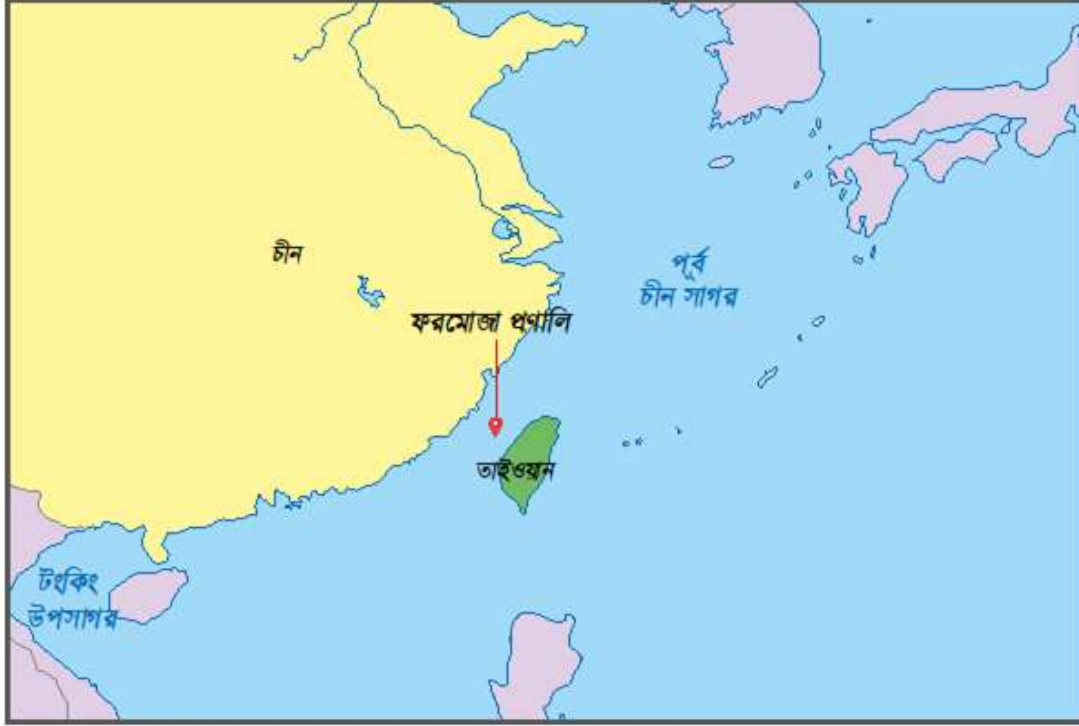 চীন
পূর্ব
চীন সাগর
ফরমোজা প্রণালি
তাইওয়ান
টংকিং
উপসাগর